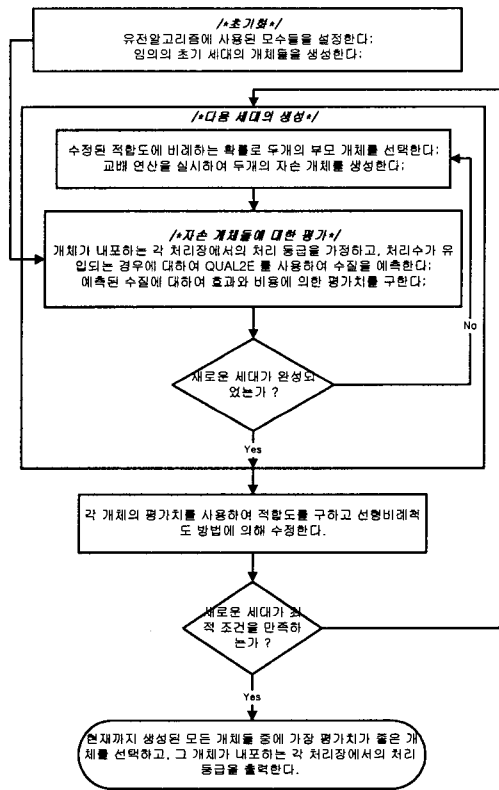 /*초기화*/
유전알고리즘에 사용된 모수들을 설정한다;
임의의 초기 세대의 개체들을 생성한다;
/*다음 세대의 생성*/
수정된 적합도에 비례하는 확률로 두개의 부모 개체를 선택한다;
교배 연산을 실시하여 두개의 자손 개체를 생성한다;
/*자손 개체들에 대한 평가*/
개체가 내포하는 각 처리장에서의 처리 등급을 가정하고, 처리수가 유
입되는 경우에 대하여 QUAL2E 를 사용하여 수질을 예측한다;
예측된 수질에 대하여 효과와 비용에 의한 평가치를 구한다;
No
새로운 세대가 완성되
었는가 ?
Yes
각 개체의 평가치를 사용하여 적합도를 구하고 선형비례척
도 방법에 의해 수정한다.
새로운 세대가 최
적 조건을 만족하
는가 ?
Yes
현재까지 생성된 모든 개체들 중에 가장 평가치가 좋은 개
체를 선택하고, 그 개체가 내포하는 각 처리장에서의 처리
등급을 출력한다.